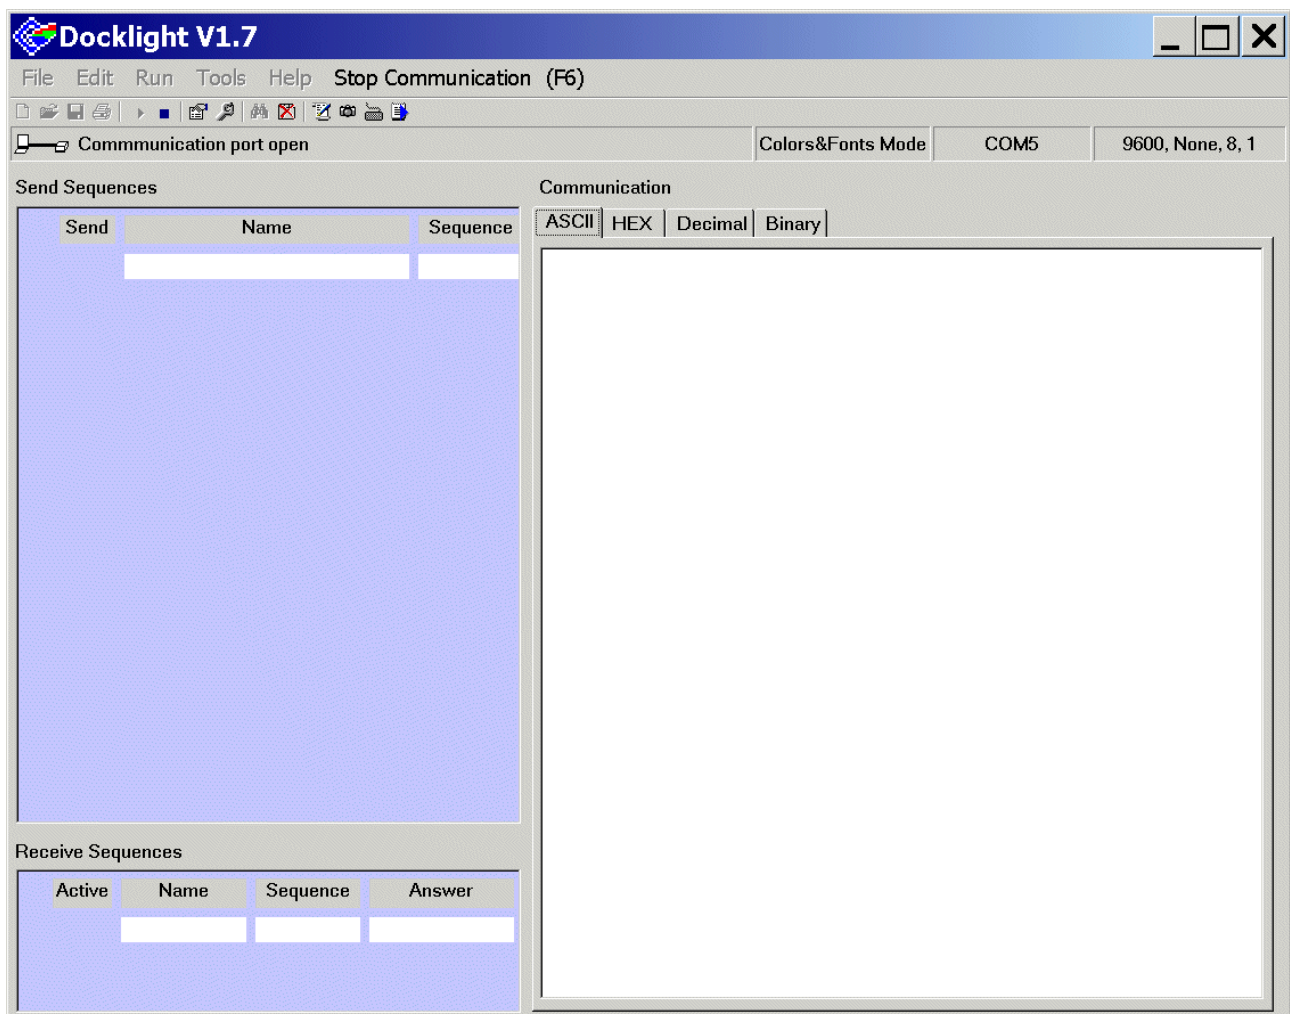 Docklight V1.7
File Edit Run Tools Help Stop Communication (F6)
Commmunication port open Colors&Fonts Mode COM5 9600, None, 8, 1
Send Sequences
Send Name Sequence
Communication
ASCII HEX Decimal Binary
Receive Sequences
Active Name Sequence Answer